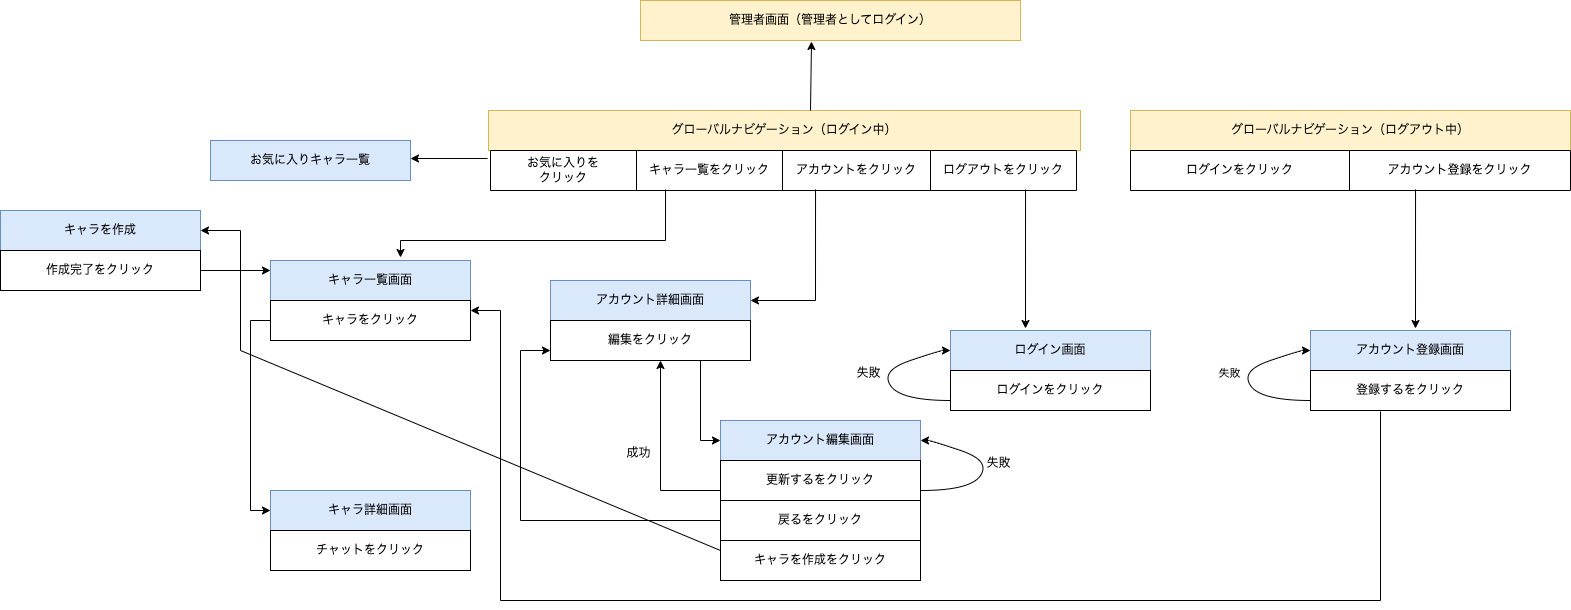 管理者画面（管理者としてログイン）
グローバルナビゲーション（ログイン中）
お気に入りを
クリック
キャラ一覧をクリック
アカウントをクリック
ログアウトをクリック
グローバルナビゲーション（ログアウト中）
ログインをクリック
アカウント登録をクリック
お気に入りキャラ一覧
キャラを作成
作成完了をクリック
キャラ一覧画面
キャラをクリック
アカウント詳細画面
編集をクリック
ログイン画面
ログインをクリック
失敗
アカウント登録画面
登録するをクリック
失敗
アカウント編集画面
更新するをクリック
戻るをクリック
キャラを作成をクリック
成功
失敗
キャラ詳細画面
チャットをクリック